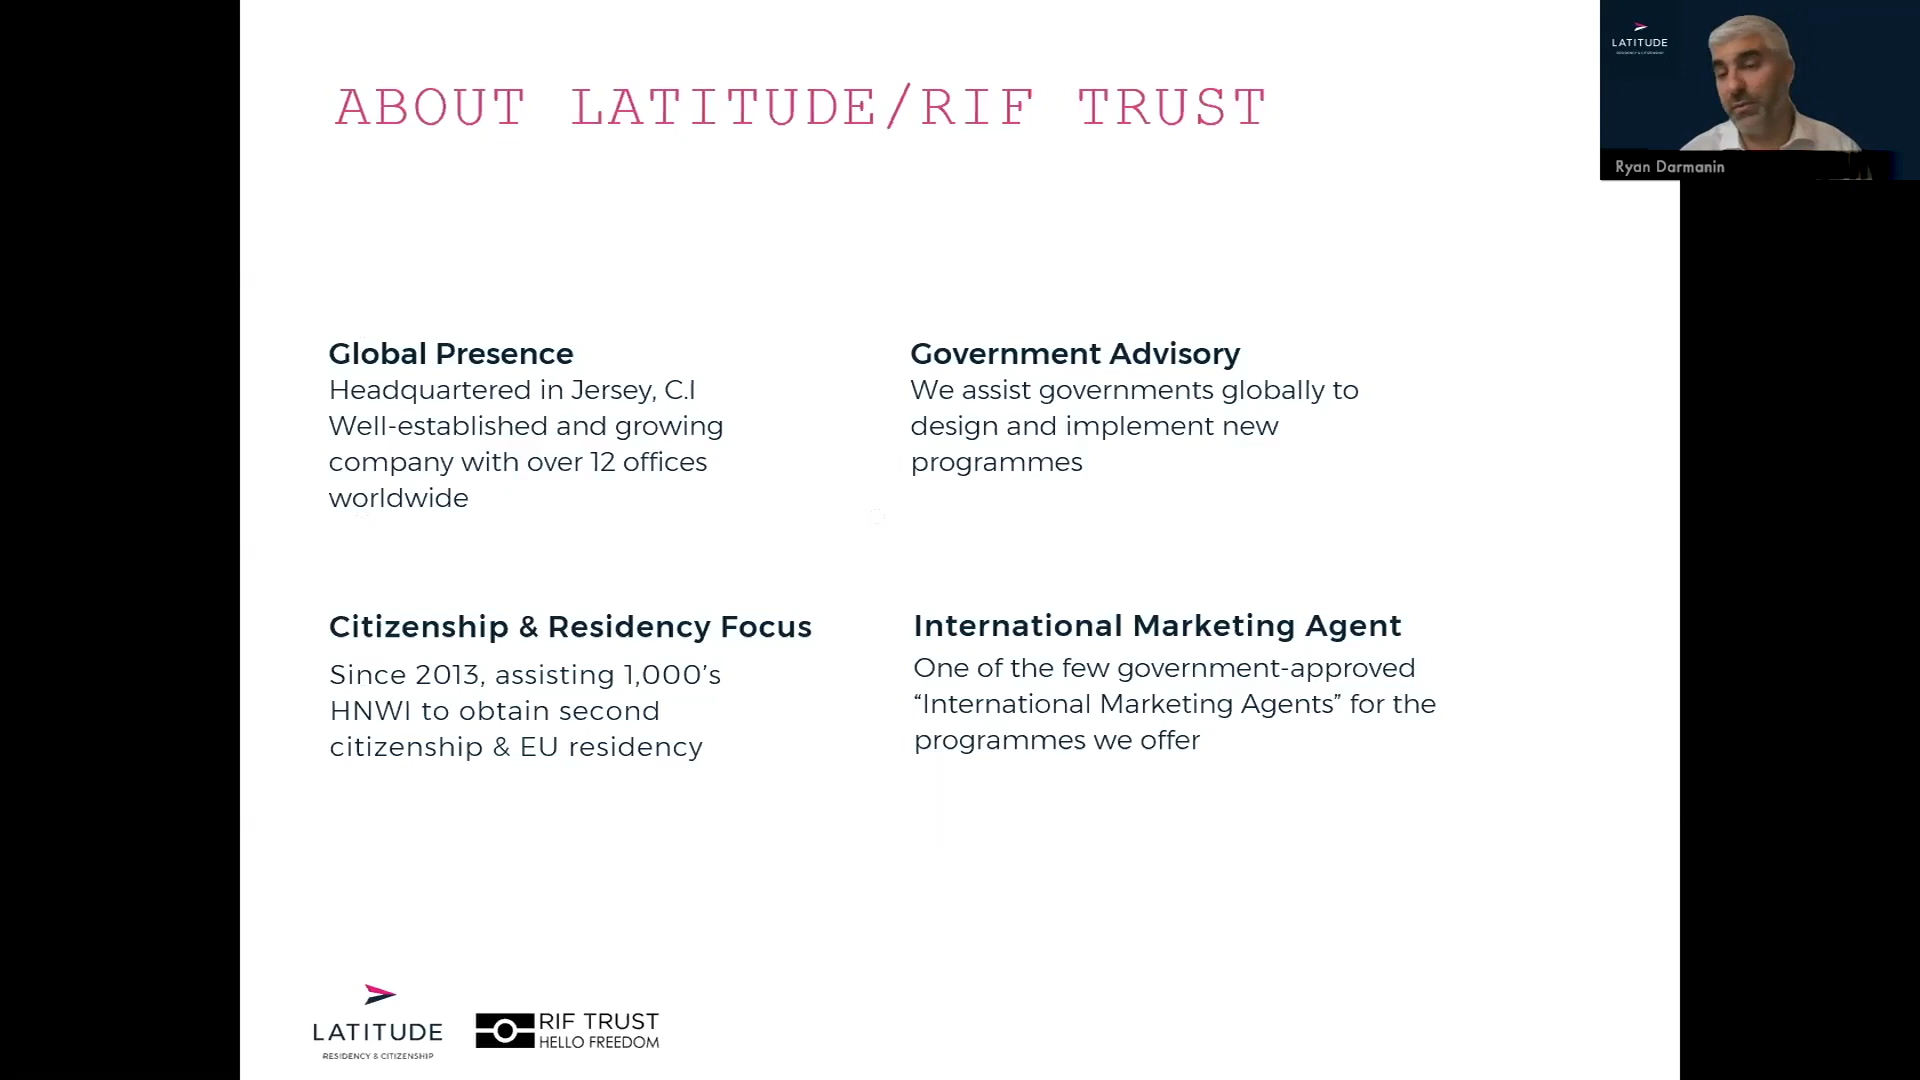 ABOUT LATITUDE/RIF TRUST
LATITUDE
Ryan Darmanin
Global Presence
Headquartered in Jersey, C.I
Well-established and growing
company with over 12 offices
worldwide
Government Advisory
We assist governments globally to
design and implement new
programmes
Citizenship & Residency Focus
Since 2013, assisting 1,000’s
HNWI to obtain second
citizenship & EU residency
International Marketing Agent
One of the few government-approved
“International Marketing Agents” for the
programmes we offer
LATITUDE
RESIDENCY & CITIZENSHIP
RIF TRUST
HELLO FREEDOM